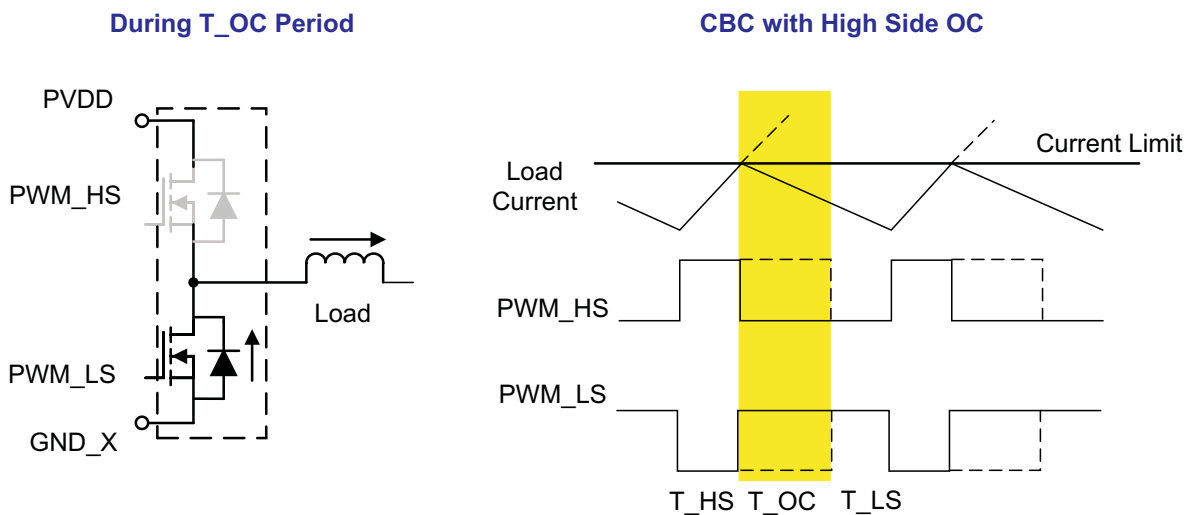 During T_OC Period
PVDD
PWM_HS
Load
PWM_LS
GND_X
CBC with High Side OC
Current Limit
Load
Current
PWM_HS
PWM_LS
T_HS T_OC T_LS